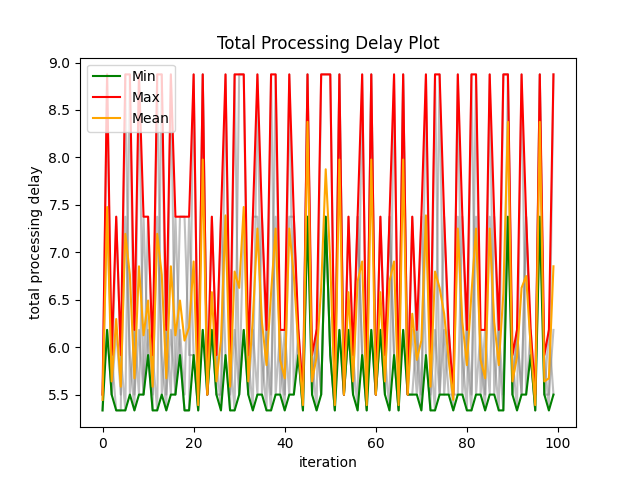 Total Processing Delay Plot
Min
Max
Mean
9.0
8.5
8.0
7.5
7.0
6.5
6.0
5.5
total processing delay
0 20 40 60 80 100
iteration